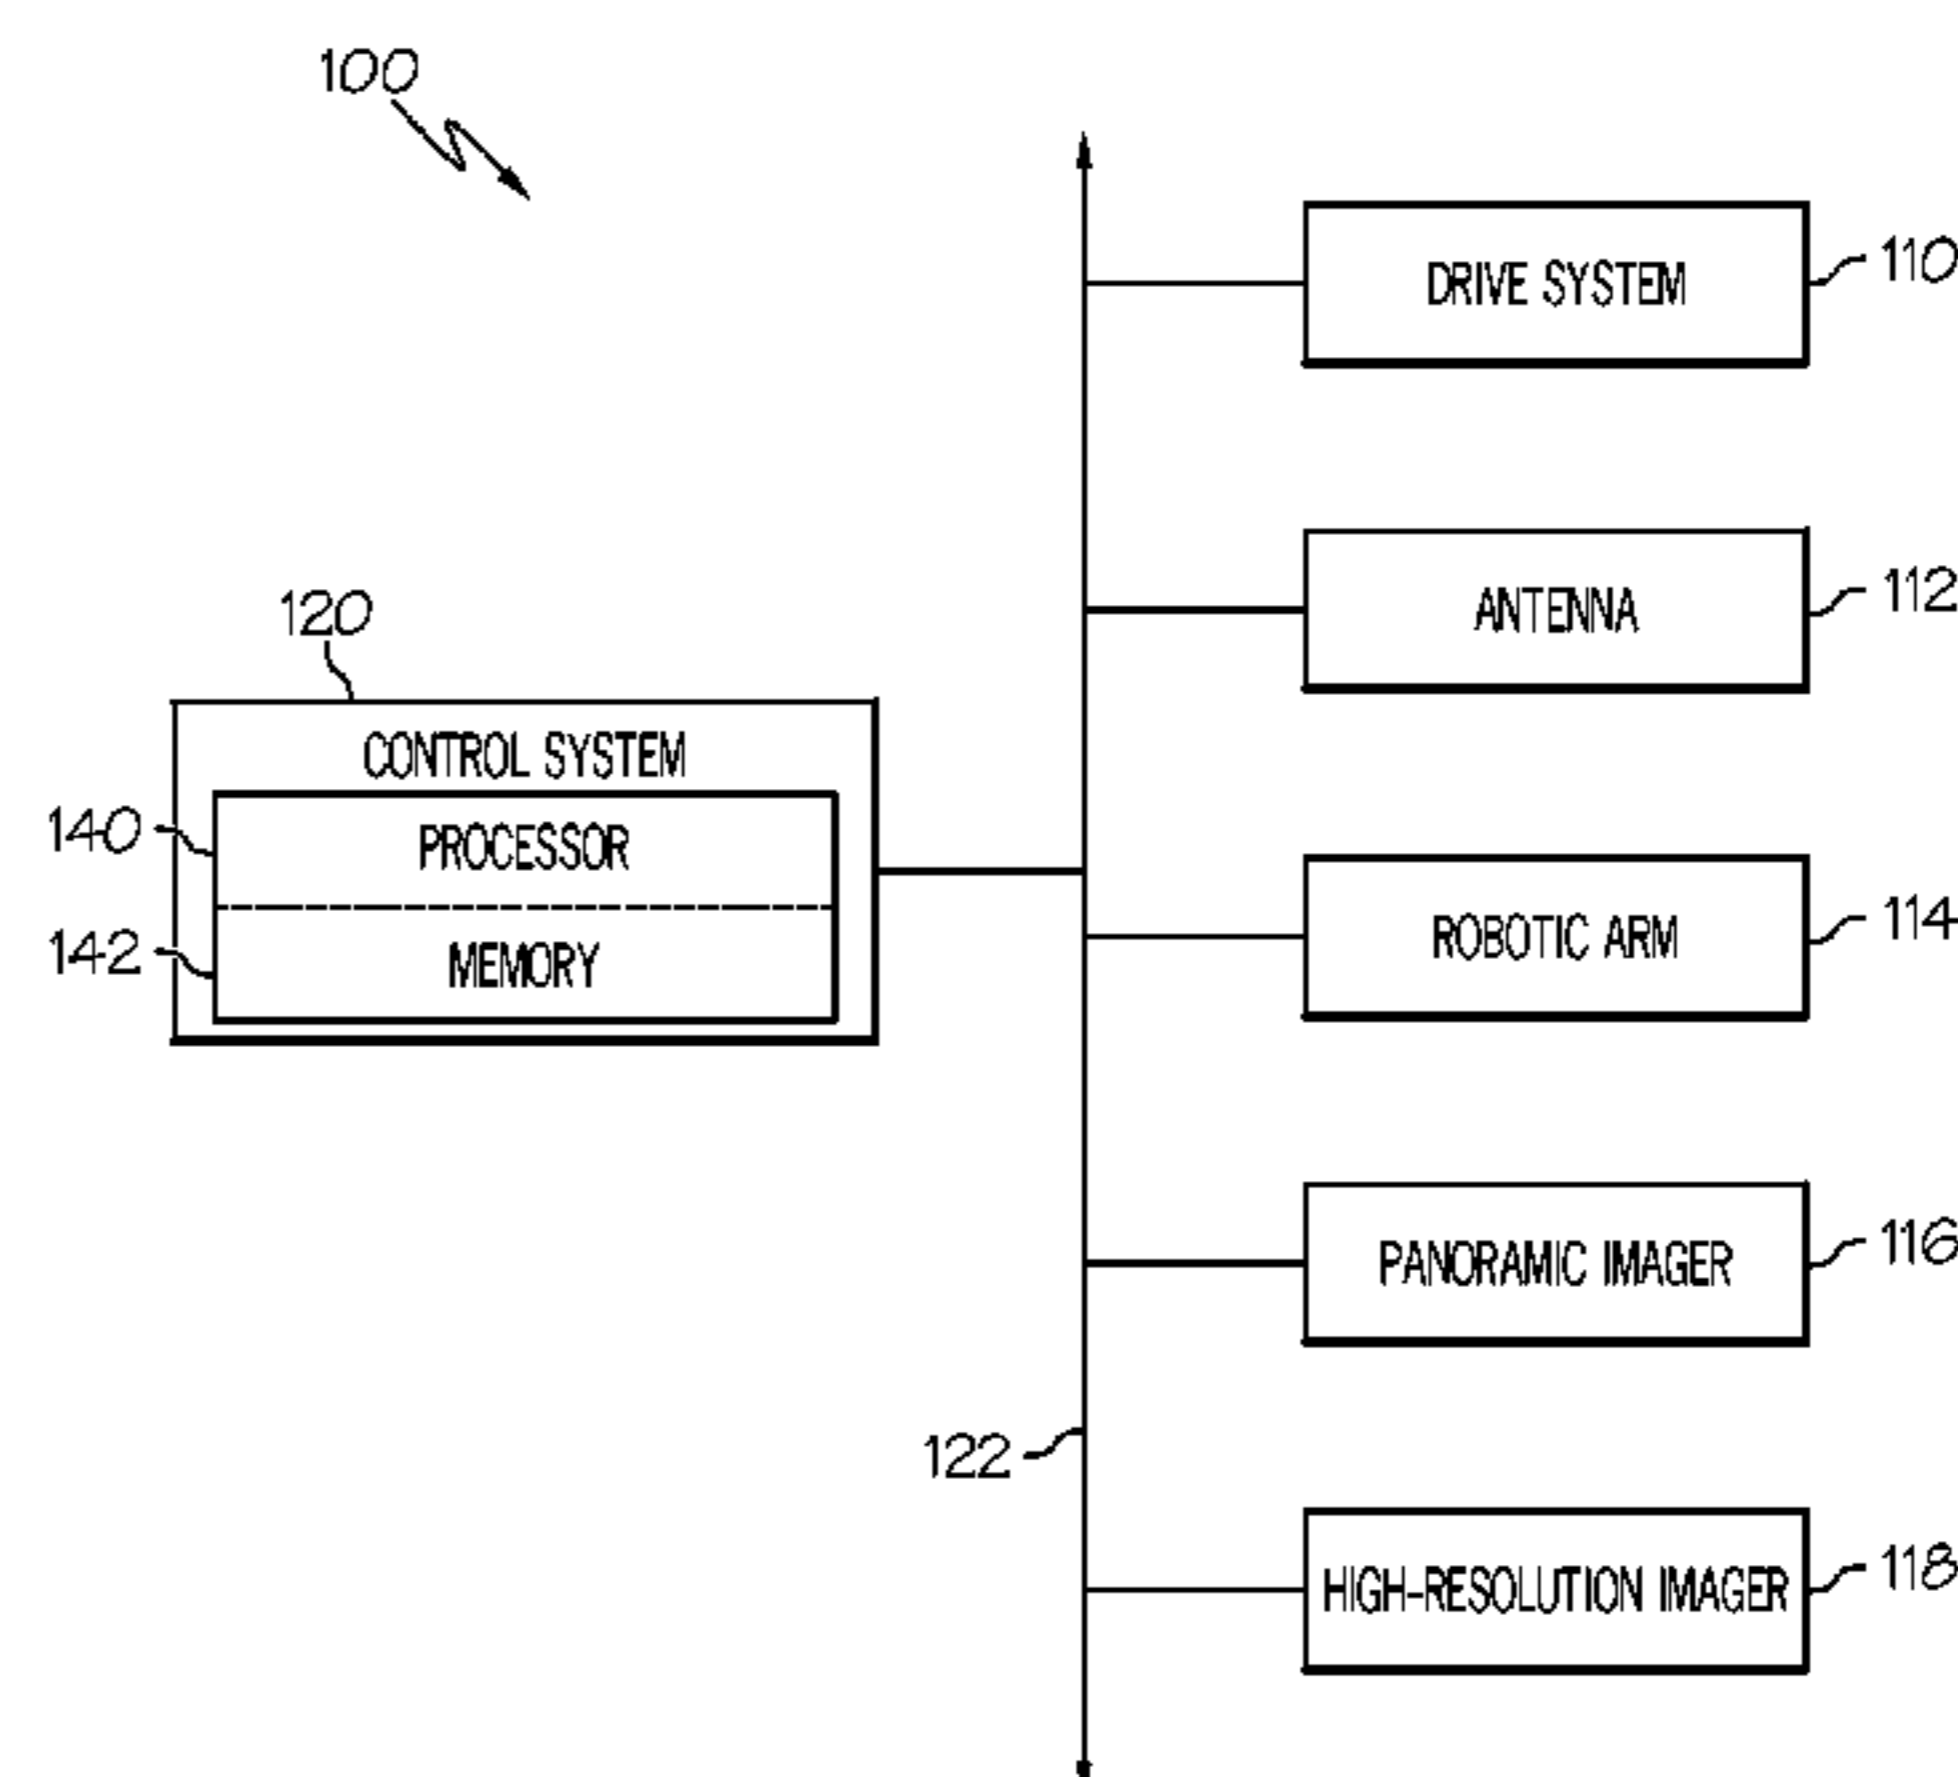 100
DRIVE SYSTEM
110
ANTENNA
112
120
CONTROL SYSTEM
140
PROCESSOR
142
MEMORY
ROBOTIC ARM
114
PANORAMIC IMAGER
116
122
HIGH-RESOLUTION IMAGER
118